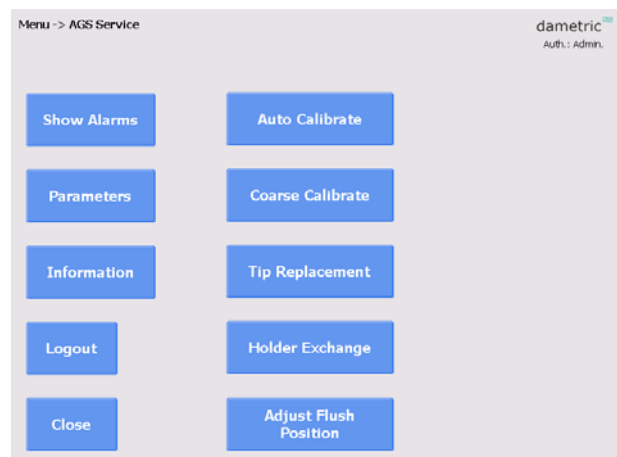 Menu -> AGS Service
dametric
Auth.: Admin.
Show Alarms
Auto Calibrate
Parameters
Coarse Calibrate
Information
Tip Replacement
Logout
Holder Exchange
Close
Adjust Flush
Position